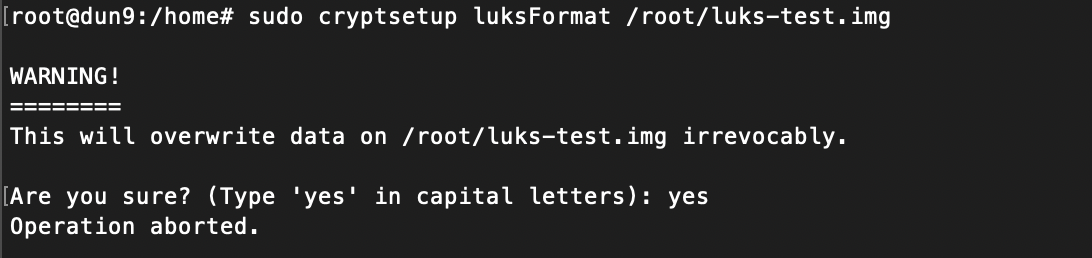 [root@dun9:/home# sudo cryptsetup luksFormat /root/luks-test.img
WARNING!
========
This will overwrite data on /root/luks-test.img irrevocably.
[Are you sure? (Type 'yes' in capital letters): yes
Operation aborted.